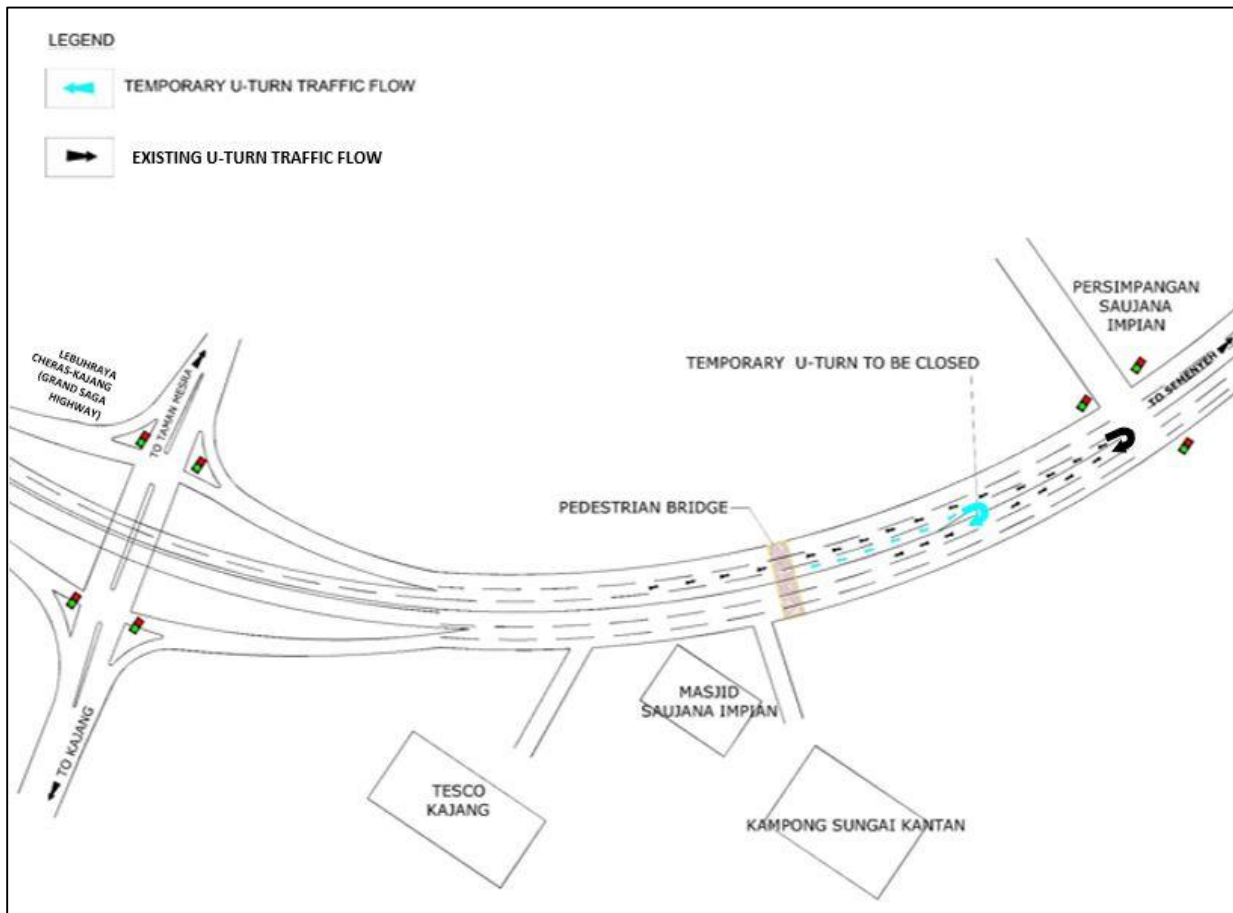 LEGEND
TEMPORARY U-TURN TRAFFIC FLOW
EXISTING U-TURN TRAFFIC FLOW
PERSIMPANGAN
SAUJANA
IMPIAN
TEMPORARY U-TURN TO BE CLOSED
TO SEMENYEH
LEBUHRAYA
CHERAS-KAJANG
(GRAND SAGA
HIGHWAY)
TO TAMAN MESRA
PEDESTRIAN BRIDGE
MASJID
SAUJANA IMPIAN
TO KAJANG
TESCO
KAJANG
KAMPONG SUNGAI KANTAN